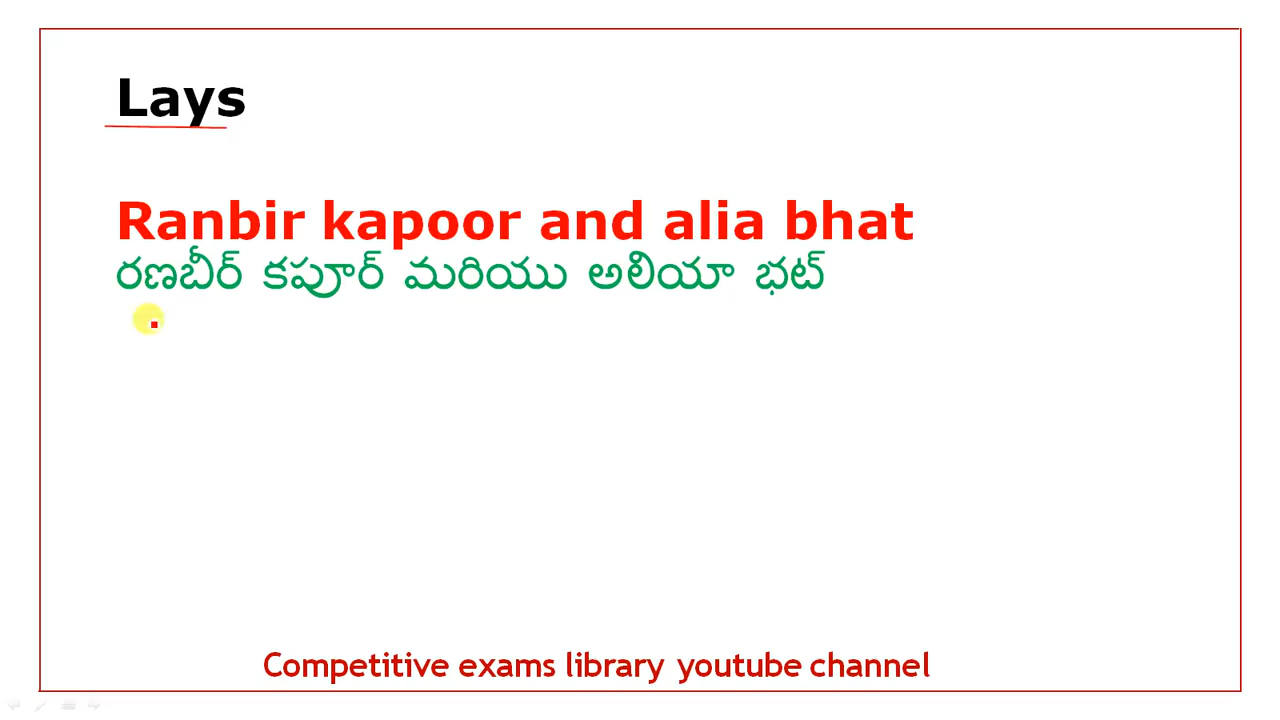 Lays
Ranbir kapoor and alia bhat
రణబీర్ కపూర్ మరియు అలియా భట్
Competitive exams library youtube channel